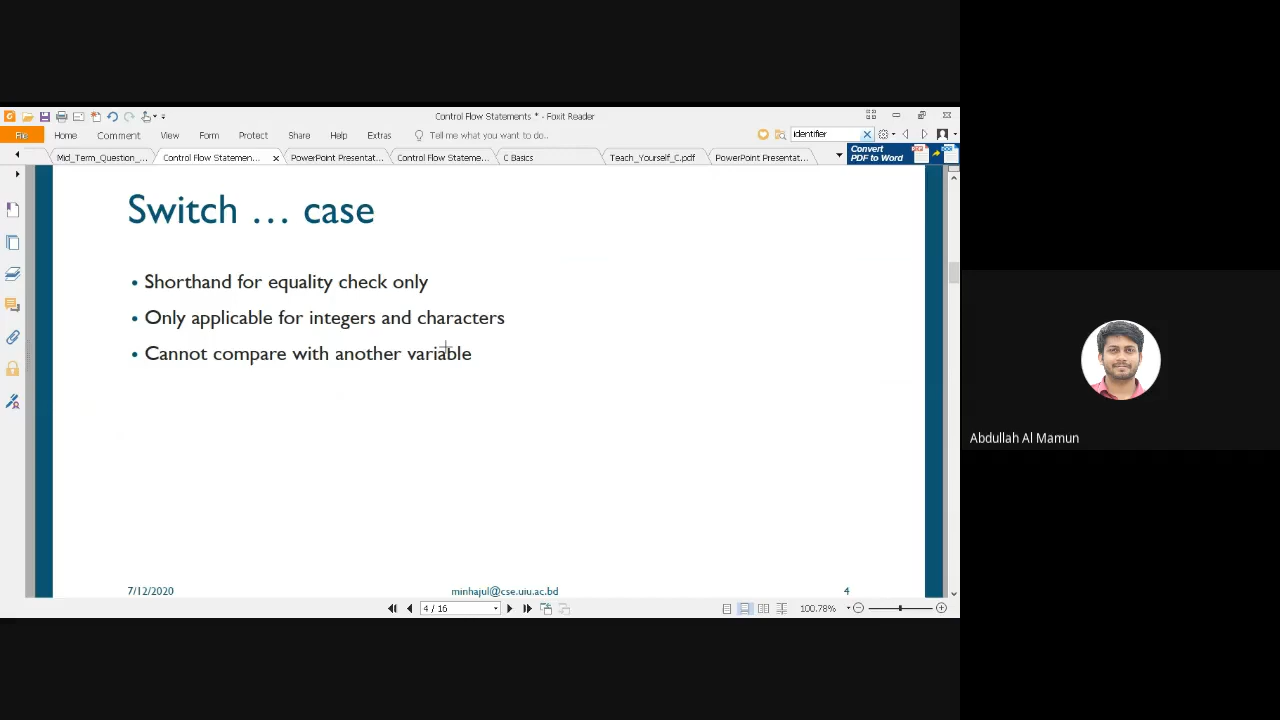 Control Flow Statements * - Foxit Reader
File Home Comment View Form Protect Share Help Extras Tell me what you want to do..
identifier
Mid_Term_Question_... Control Flow Statemen... PowerPoint Presentat... Control Flow Stateme... C Basics Teach_Yourself_C.pdf PowerPoint Presentat...
Convert
PDF to Word
Switch ... case
• Shorthand for equality check only
• Only applicable for integers and characters
• Cannot compare with another variable
7/12/2020 minhajul@cse.uiu.ac.bd 4
4 / 16 100.78%
Abdullah Al Mamun